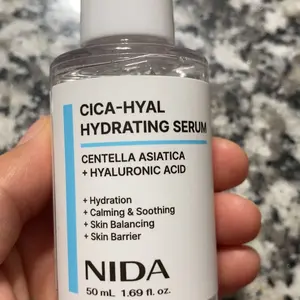 CICA-HYAL
HYDRATING SERUM
CENTELLA ASIATICA
+ HYALURONIC ACID
+ Hydration
+ Calming & Soothing
+ Skin Balancing
+ Skin Barrier
NIDA
50 mL 1.69 fl. oz.